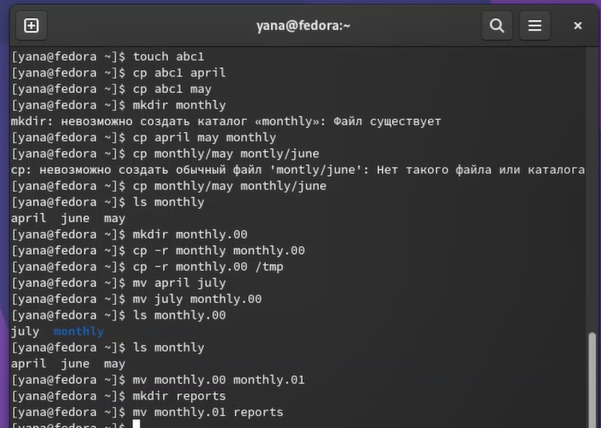 yana@fedora:~
[yana@fedora ~]$ touch abc1
[yana@fedora ~]$ cp abc1 april
[yana@fedora ~]$ cp abc1 may
[yana@fedora ~]$ mkdir monthly
mkdir: невозможно создать каталог «monthly»: Файл существует
[yana@fedora ~]$ cp april may monthly
[yana@fedora ~]$ cp monthly/may montly/june
cp: невозможно создать обычный файл 'montly/june': Нет такого файла или каталога
[yana@fedora ~]$ cp monthly/may monthly/june
[yana@fedora ~]$ ls monthly
april  june  may
[yana@fedora ~]$ mkdir monthly.00
[yana@fedora ~]$ cp -r monthly monthly.00
[yana@fedora ~]$ cp -r monthly.00 /tmp
[yana@fedora ~]$ mv april july
[yana@fedora ~]$ mv july monthly.00
[yana@fedora ~]$ ls monthly.00
july  monthly
[yana@fedora ~]$ ls monthly
april  june  may
[yana@fedora ~]$ mv monthly.00 monthly.01
[yana@fedora ~]$ mkdir reports
[yana@fedora ~]$ mv monthly.01 reports
[yana@fedora ~]$